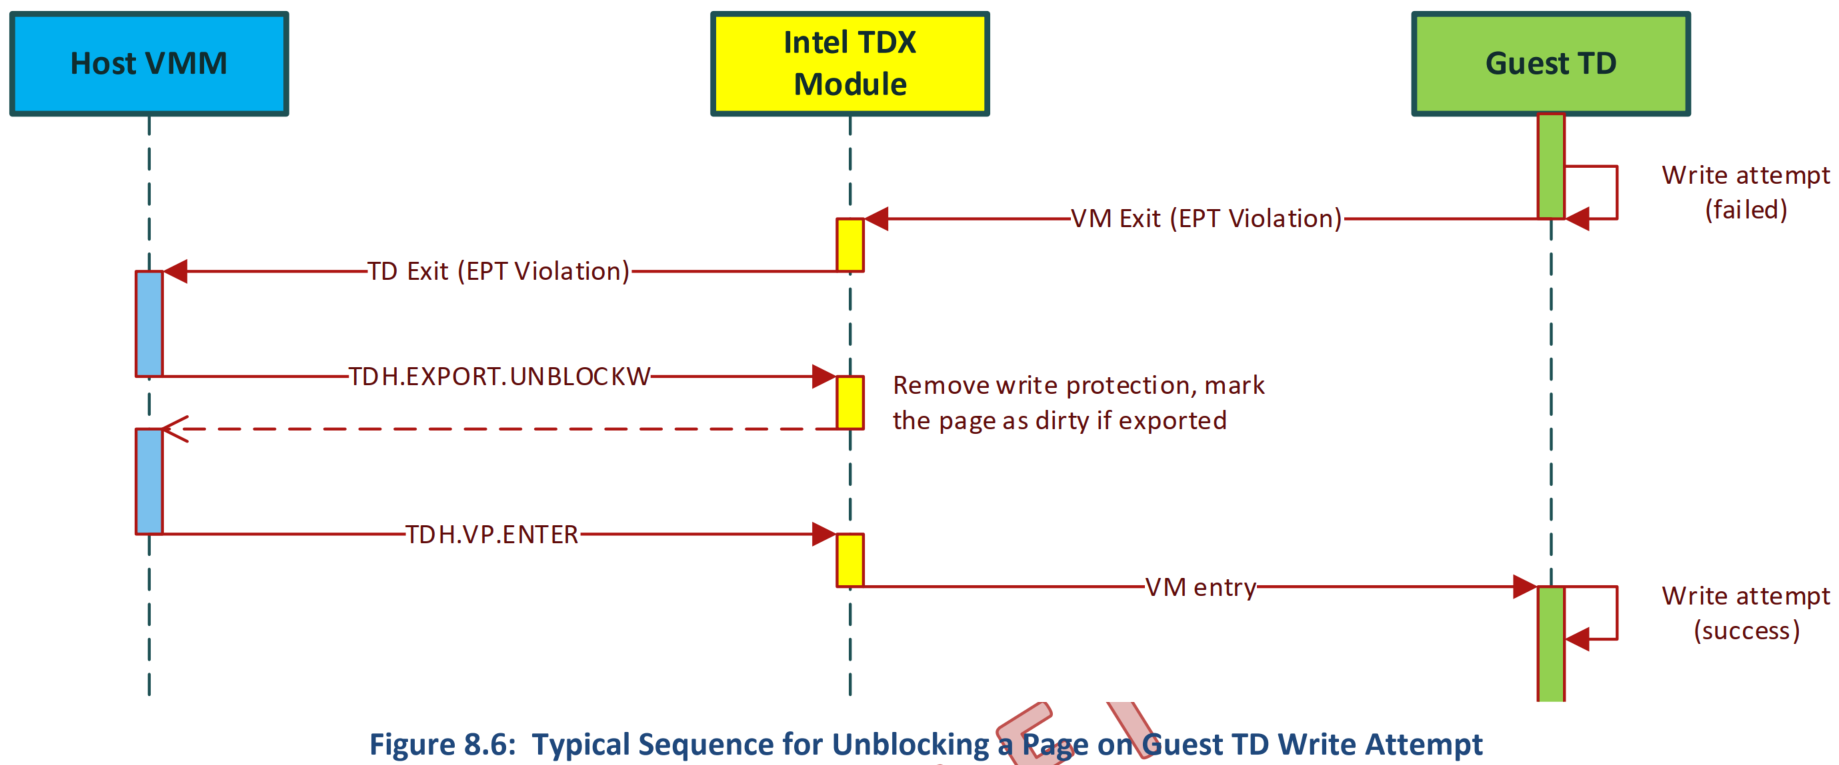 Host VMM
Intel TDX
Module
Guest TD
Write attempt
(failed)
VM Exit (EPT Violation)
TD Exit (EPT Violation)
TDH.EXPORT.UNBLOCKW
Remove write protection, mark
the page as dirty if exported
TDH.VP.ENTER
VM entry
Write attempt
(success)
Figure 8.6: Typical Sequence for Unblocking a Page on Guest TD Write Attempt